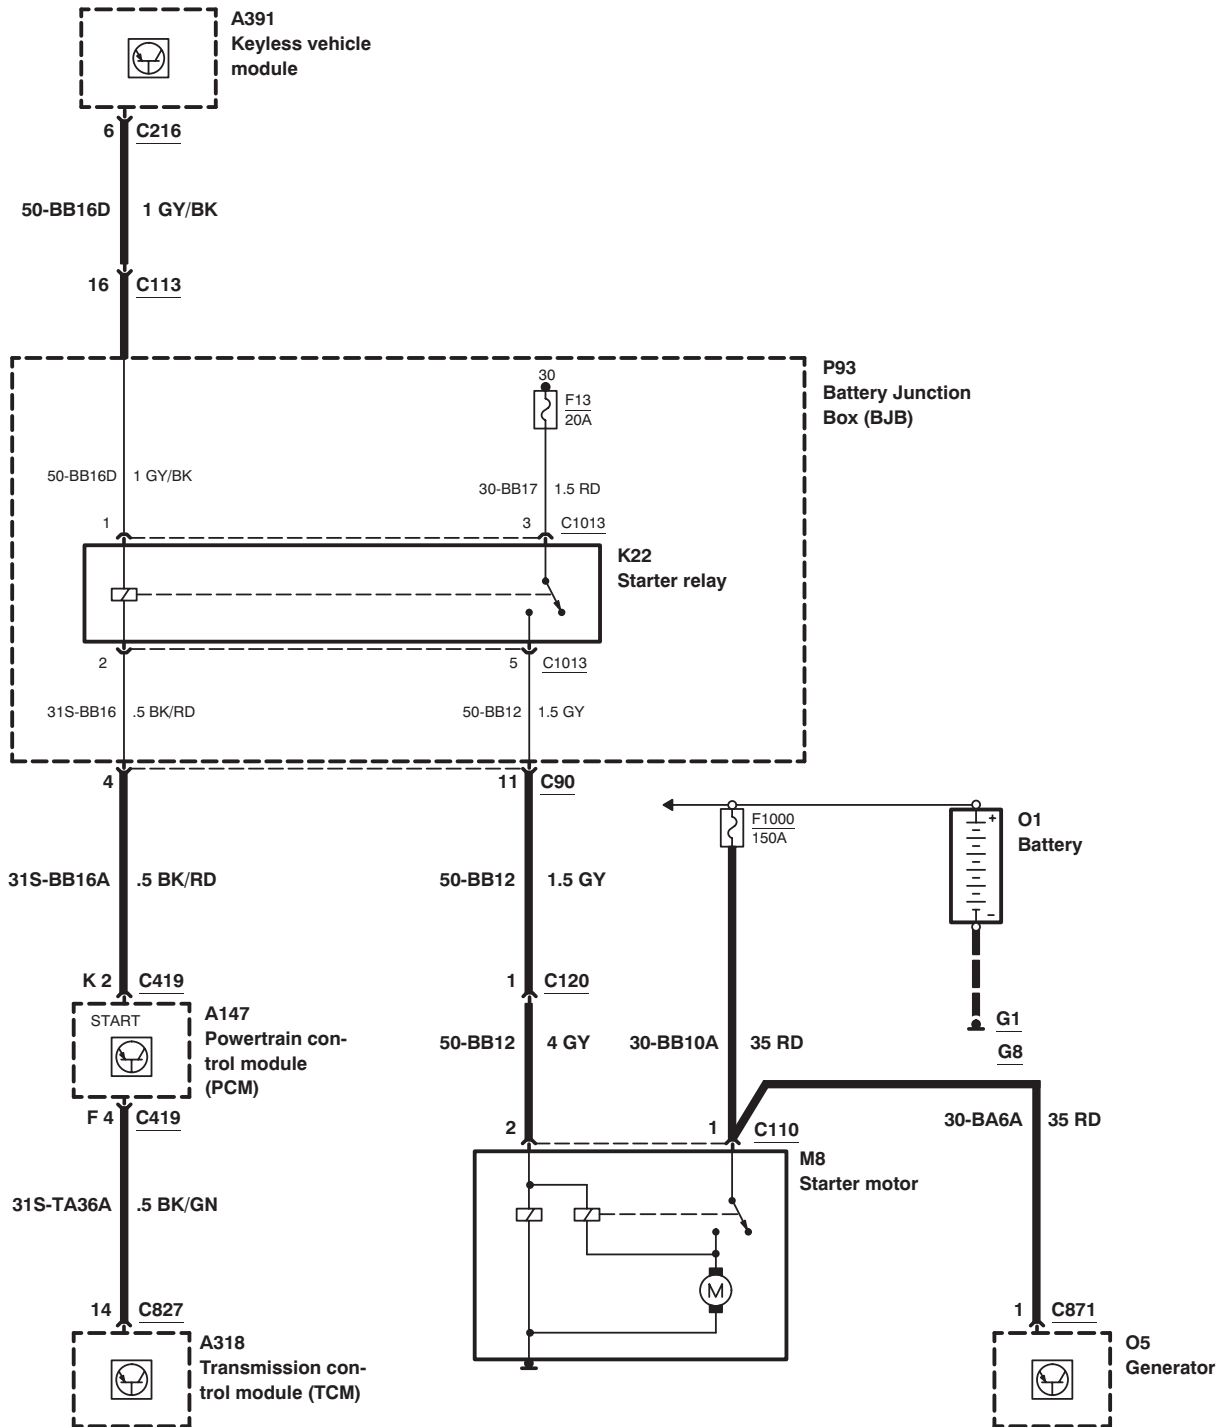 A391
Keyless vehicle
module
6 C216
50-BB16D 1 GY/BK
16 C113
P93
Battery Junction
Box (BJB)
30
F13
20A
50-BB16D 1 GY/BK
30-BB17 1.5 RD
1 3 C1013
K22
Starter relay
2 5 C1013
31S-BB16 .5 BK/RD 50-BB12 1.5 GY
4 11 C90
F1000
150A
+
-
O1
Battery
31S-BB16A .5 BK/RD 50-BB12 1.5 GY
K 2 C419 1 C120
START
A147
Powertrain con-
trol module
(PCM)
50-BB12 4 GY 30-BB10A 35 RD
G1
G8
F 4 C419
2 1 C110
30-BA6A 35 RD
M8
Starter motor
31S-TA36A .5 BK/GN
M
14 C827
1 C871
A318
Transmission con-
trol module (TCM)
O5
Generator